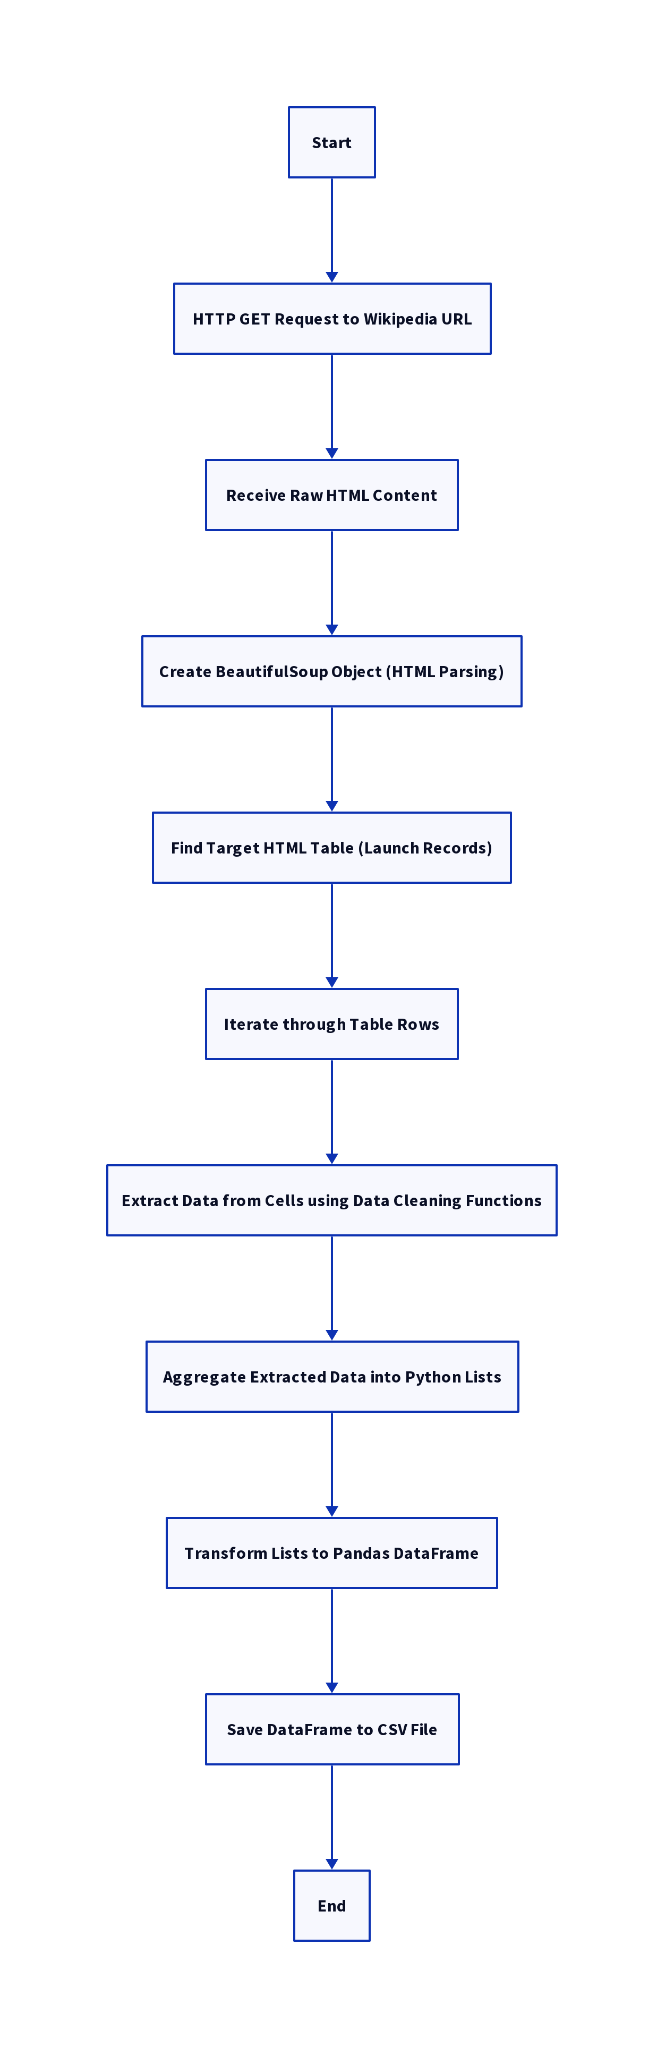 Start
HTTP GET Request to Wikipedia URL
Receive Raw HTML Content
Create BeautifulSoup Object (HTML Parsing)
Find Target HTML Table (Launch Records)
Iterate through Table Rows
Extract Data from Cells using Data Cleaning Functions
Aggregate Extracted Data into Python Lists
Transform Lists to Pandas DataFrame
Save DataFrame to CSV File
End